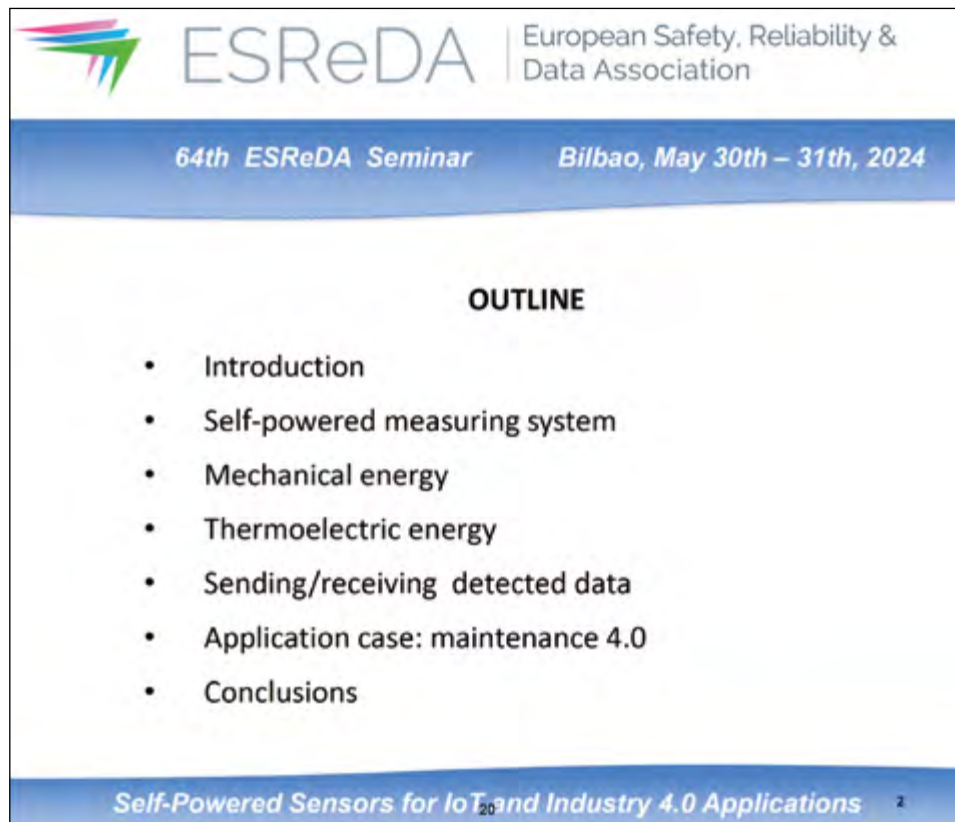 ESReDA
European Safety, Reliability &
Data Association
64th ESReDA Seminar Bilbao, May 30th – 31th, 2024
OUTLINE
• Introduction
• Self-powered measuring system
• Mechanical energy
• Thermoelectric energy
• Sending/receiving detected data
• Application case: maintenance 4.0
• Conclusions
Self-Powered Sensors for IoT and Industry 4.0 Applications 2
20